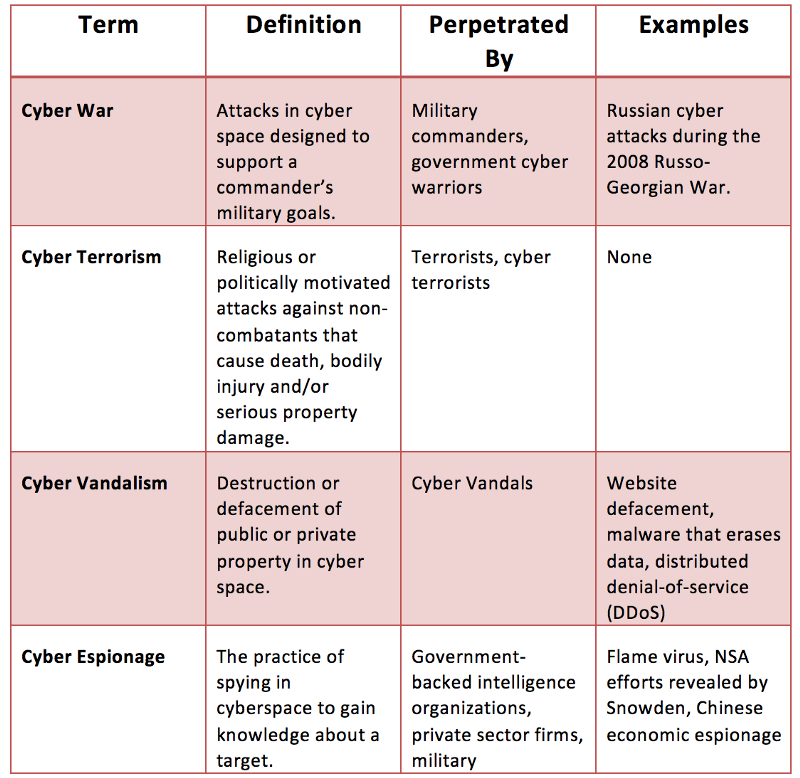 Term
Definition
Perpetrated
By
Examples
Cyber War
Attacks in cyber
space designed to
support a
commander’s
military goals.
Military
commanders,
government cyber
warriors
Russian cyber
attacks during the
2008 Russo-
Georgian War.
Cyber Terrorism
Religious or
politically motivated
attacks against non-
combatants that
cause death, bodily
injury and/or
serious property
damage.
Terrorists, cyber
terrorists
None
Cyber Vandalism
Destruction or
defacement of
public or private
property in cyber
space.
Cyber Vandals
Website
defacement,
malware that erases
data, distributed
denial-of-service
(DDoS)
Cyber Espionage
The practice of
spying in
cyberspace to gain
knowledge about a
target.
Government-
backed intelligence
organizations,
private sector firms,
military
Flame virus, NSA
efforts revealed by
Snowden, Chinese
economic espionage